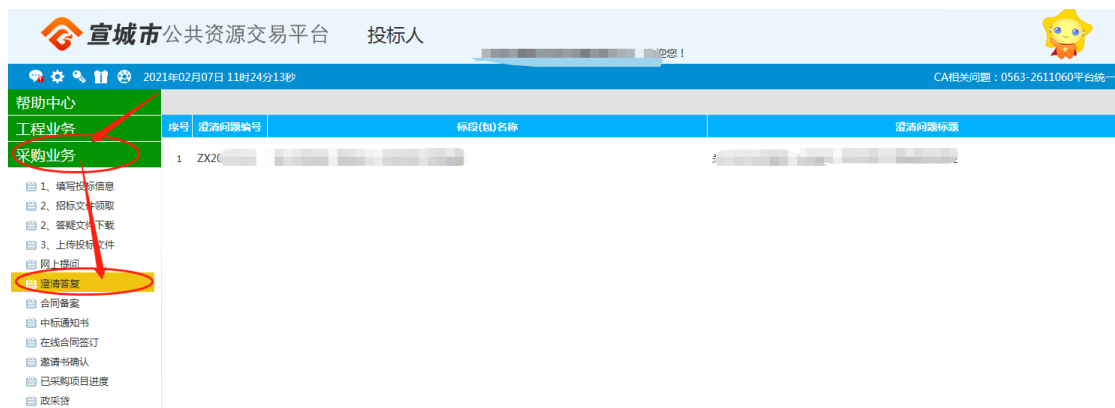 宣城市公共资源交易平台 投标人
迎您！
2021年02月07日 11时24分13秒 CA相关问题：0563-2611060平台统一
帮助中心
工程业务
采购业务
1、填写投标信息
2、招标文件领取
2、答疑文件下载
3、上传投标文件
网上提问
澄清答复
合同备案
中标通知书
在线合同签订
邀请书确认
已采购项目进度
政采贷
序号 澄清问题编号 标段(包)名称 澄清问题标题
1 ZX20